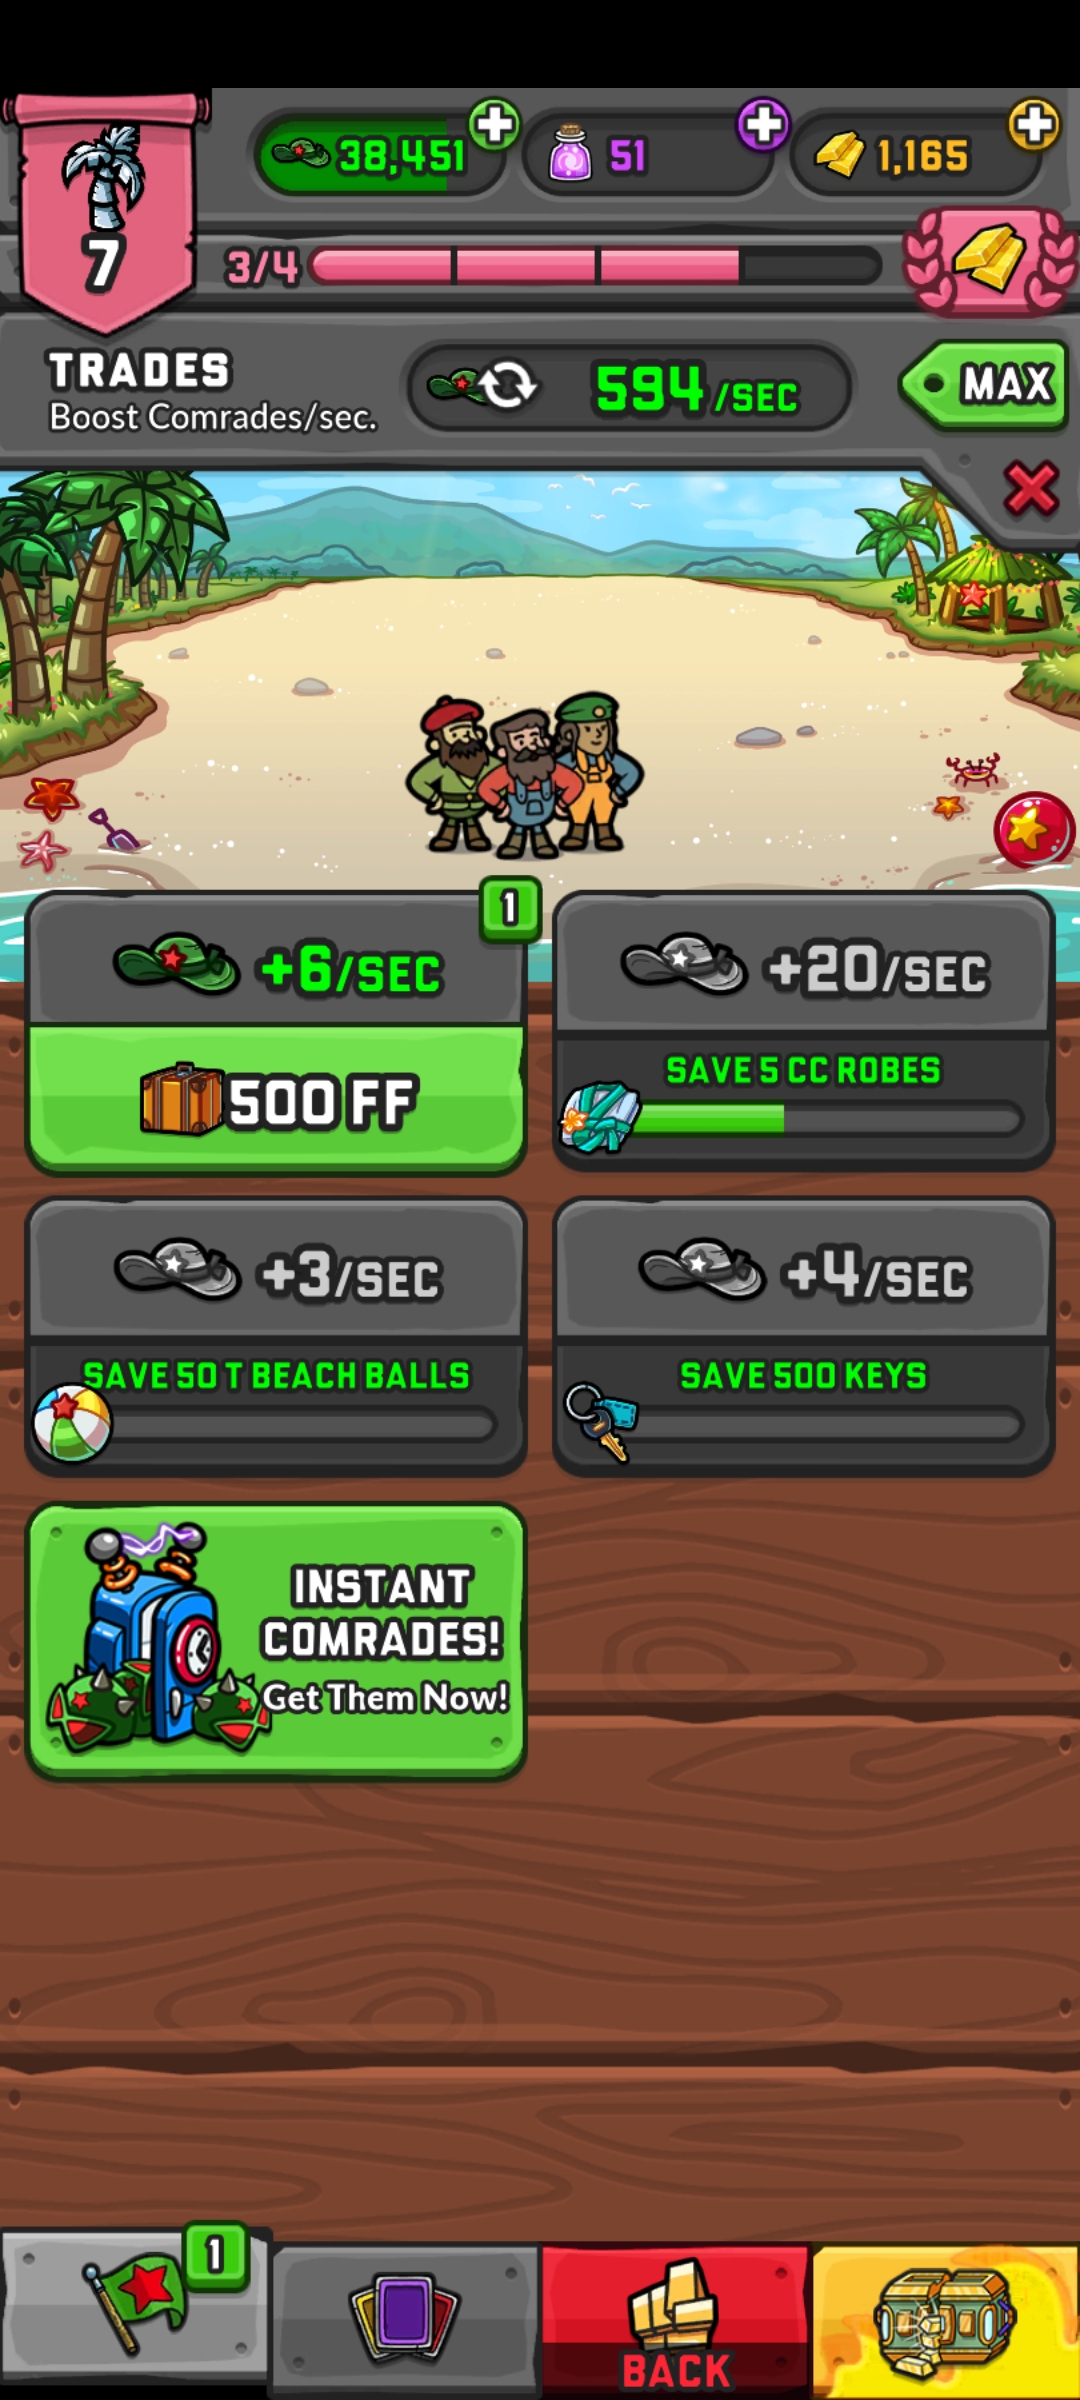 38,451
51
1,165
7
3/4
TRADES
Boost Comrades/sec.
594 /SEC
MAX
1
+6/SEC
500 FF
+20/SEC
SAVE 5 CC ROBES
+3/SEC
SAVE 50 T BEACH BALLS
+4/SEC
SAVE 500 KEYS
INSTANT
COMRADES!
Get Them Now!
1
BACK